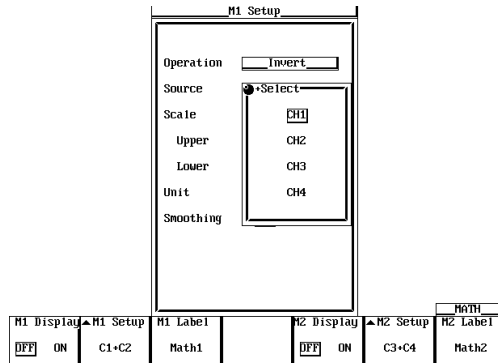 M1 Setup
Operation Invert
Source +Select
Scale CH1
Upper CH2
Lower CH3
Unit CH4
Smoothing
MATH
M1 Display ▲M1 Setup M1 Label M2 Display ▲M2 Setup M2 Label
OFF ON C1+C2 Math1 OFF ON C3+C4 Math2